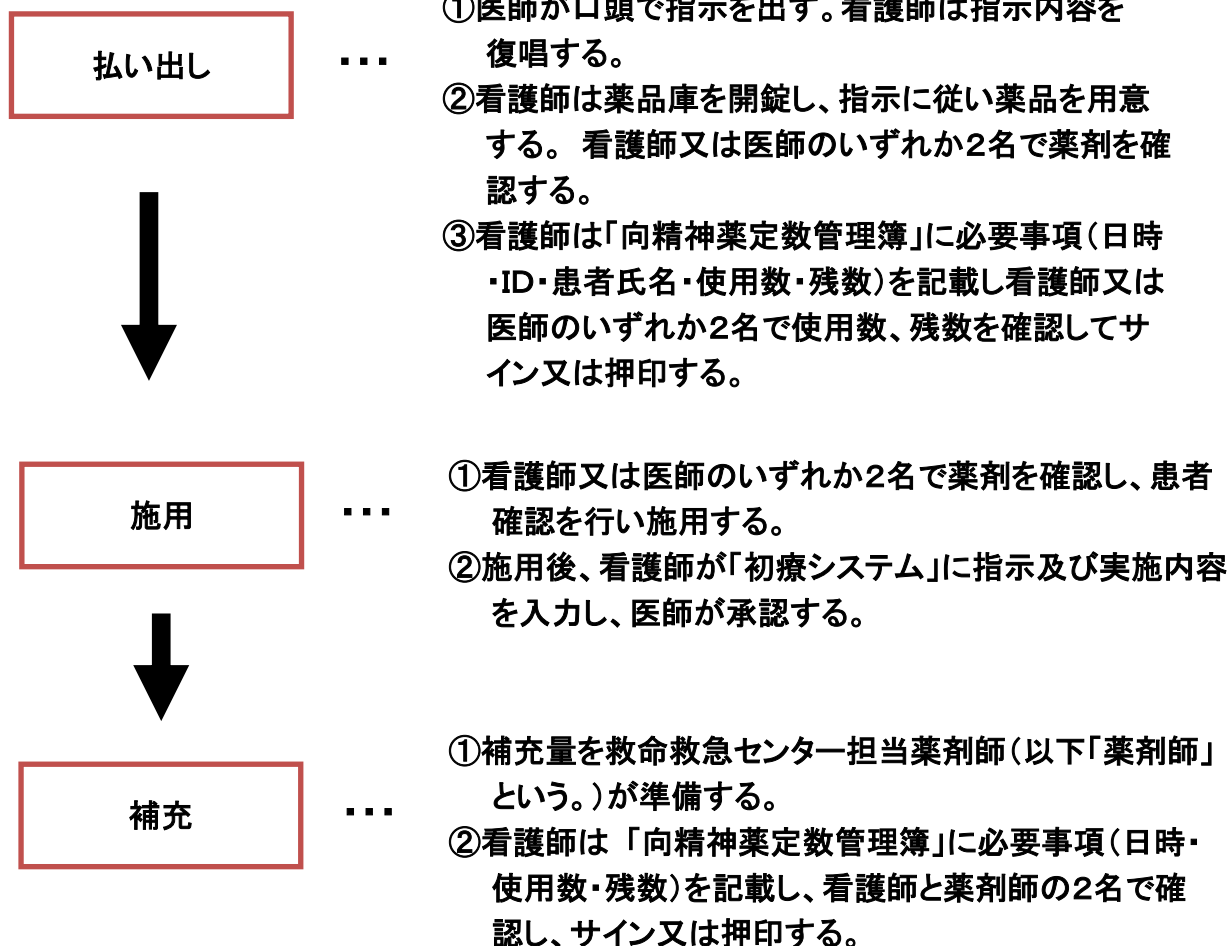 払い出し
･･･
①医師が口頭で指示を出す。看護師は指示内容を
復唱する。
②看護師は薬品庫を開錠し、指示に従い薬品を用意
する。 看護師又は医師のいずれか２名で薬剤を確
認する。
③看護師は「向精神薬定数管理簿」に必要事項（日時
・ID・患者氏名・使用数・残数）を記載し看護師又は
医師のいずれか２名で使用数、残数を確認してサ
イン又は押印する。
施用
･･･
①看護師又は医師のいずれか２名で薬剤を確認し、患者
確認を行い施用する。
②施用後、看護師が「初療システム」に指示及び実施内容
を入力し、医師が承認する。
補充
･･･
①補充量を救命救急センター担当薬剤師（以下「薬剤師」
という。）が準備する。
②看護師は 「向精神薬定数管理簿」に必要事項（日時・
使用数・残数）を記載し、看護師と薬剤師の２名で確
認し、サイン又は押印する。